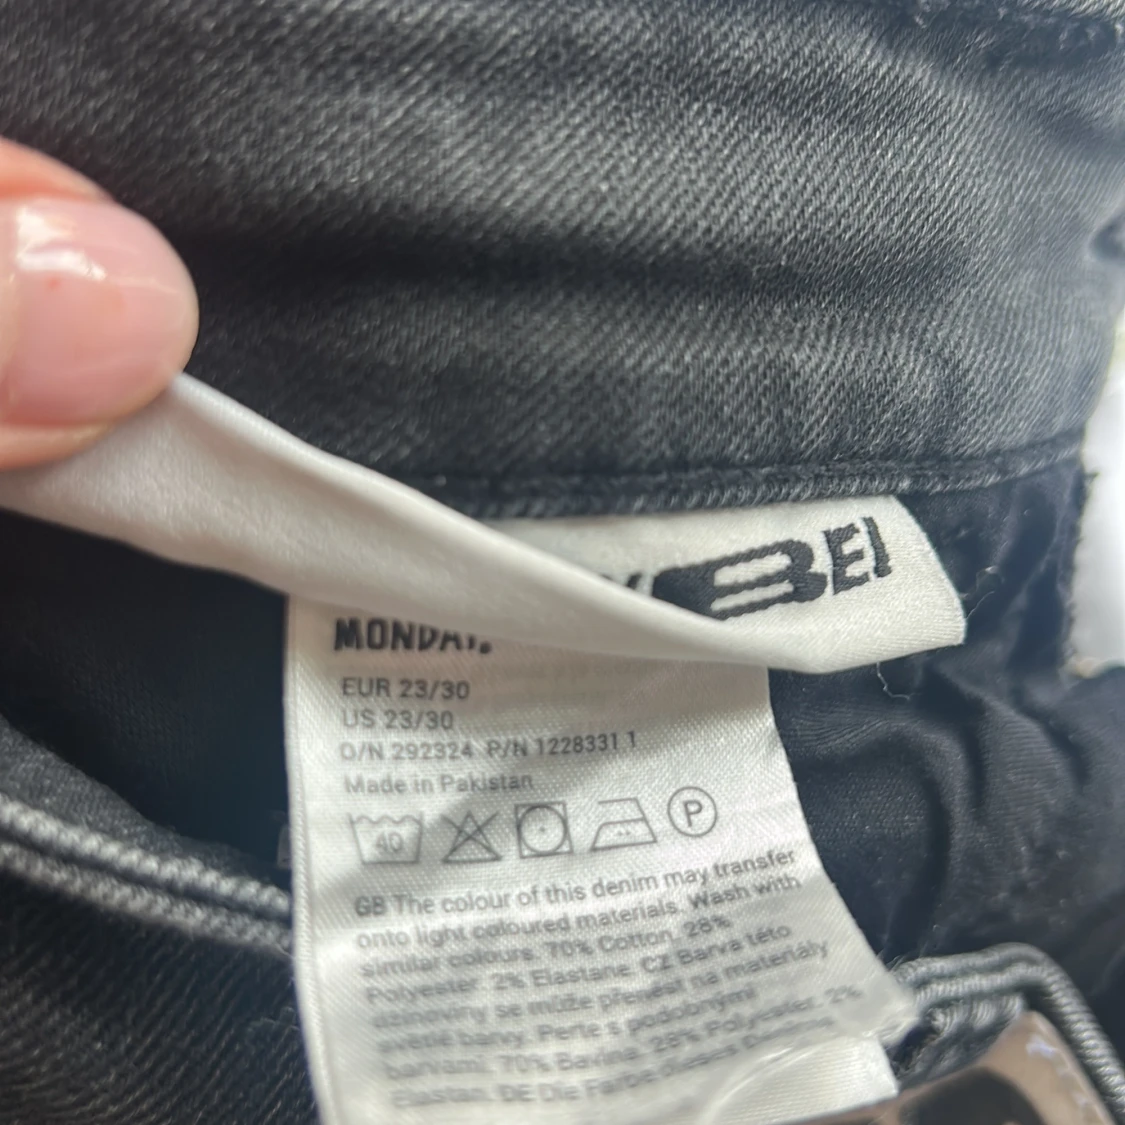 BEI
MONDAY.
EUR 23/30
US 23/30
O/N 292324 P/N 1228331 1
Made in Pakistan
40 P
GB The colour of this denim may transfer
onto light coloured materials. Wash with
similar colours. 70% Cotton, 28%
Polyester, 2% Elastane. CZ Barva této
džínoviny se může přenést na materiály
světlé barvy. Perte s podobnými
barvami. 70% Bavlna, 28% Polyester, 2%
Elastan. DE Die Farbe dieses